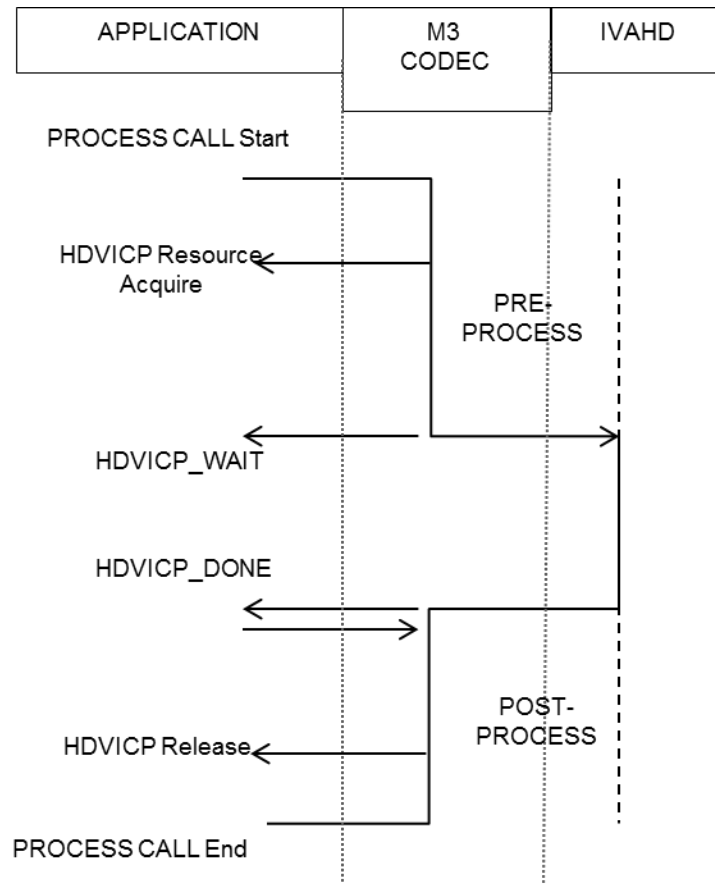 APPLICATION
M3
CODEC
IVAHD
PROCESS CALL Start
HDVICP Resource
Acquire
PRE-
PROCESS
HDVICP_WAIT
HDVICP_DONE
POST-
PROCESS
HDVICP Release
PROCESS CALL End